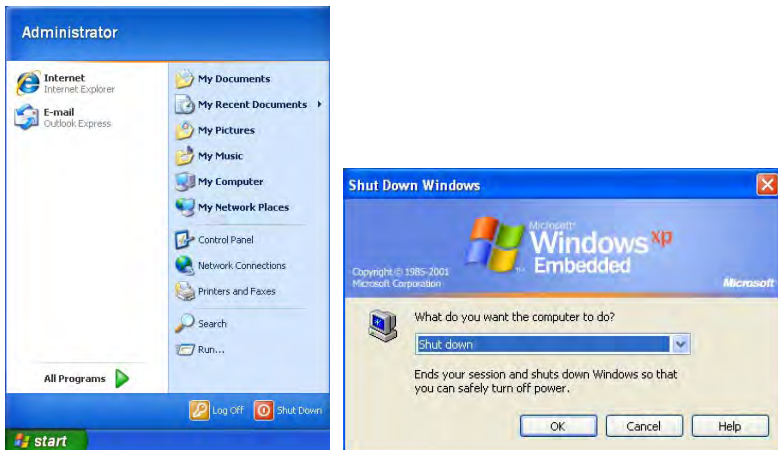 Administrator
Internet
Internet Explorer
E-mail
Outlook Express
My Documents
My Recent Documents
My Pictures
My Music
My Computer
My Network Places
Control Panel
Network Connections
Printers and Faxes
Search
Run...
All Programs
Log Off
Shut Down
start
Shut Down Windows
Microsoft®
Windows xp
Embedded
Copyright © 1985-2001
Microsoft Corporation
Microsoft
What do you want the computer to do?
Shut down
Ends your session and shuts down Windows so that
you can safely turn off power.
OK
Cancel
Help